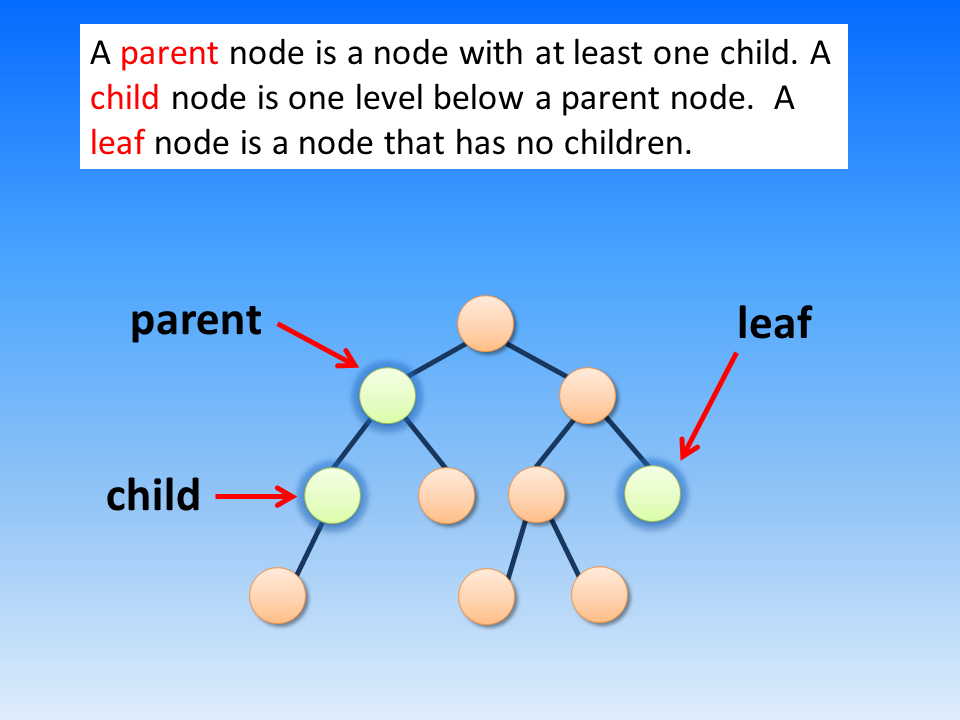 A parent node is a node with at least one child. A
child node is one level below a parent node.  A
leaf node is a node that has no children.
parent
leaf
child